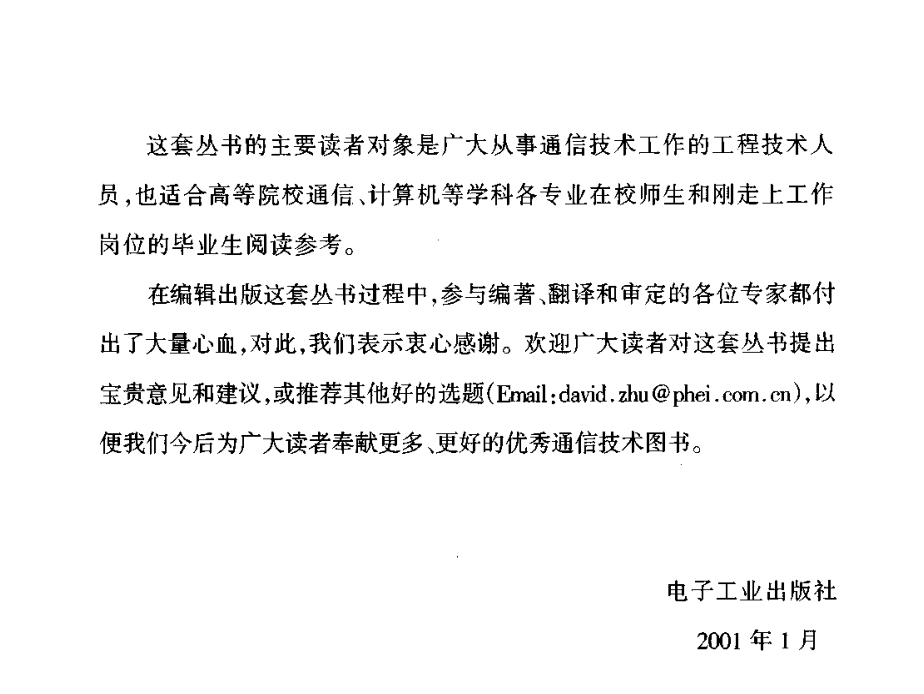 这套丛书的主要读者对象是广大从事通信技术工作的工程技术人
员,也适合高等院校通信、计算机等学科各专业在校师生和刚走上工作
岗位的毕业生阅读参考。
在编辑出版这套丛书过程中,参与编著、翻译和审定的各位专家都付
出了大量心血,对此,我们表示衷心感谢。欢迎广大读者对这套丛书提出
宝贵意见和建议,或推荐其他好的选题(Email:david.zhu@phei.com.cn),以
便我们今后为广大读者奉献更多、更好的优秀通信技术图书。
电子工业出版社
2001 年 1 月